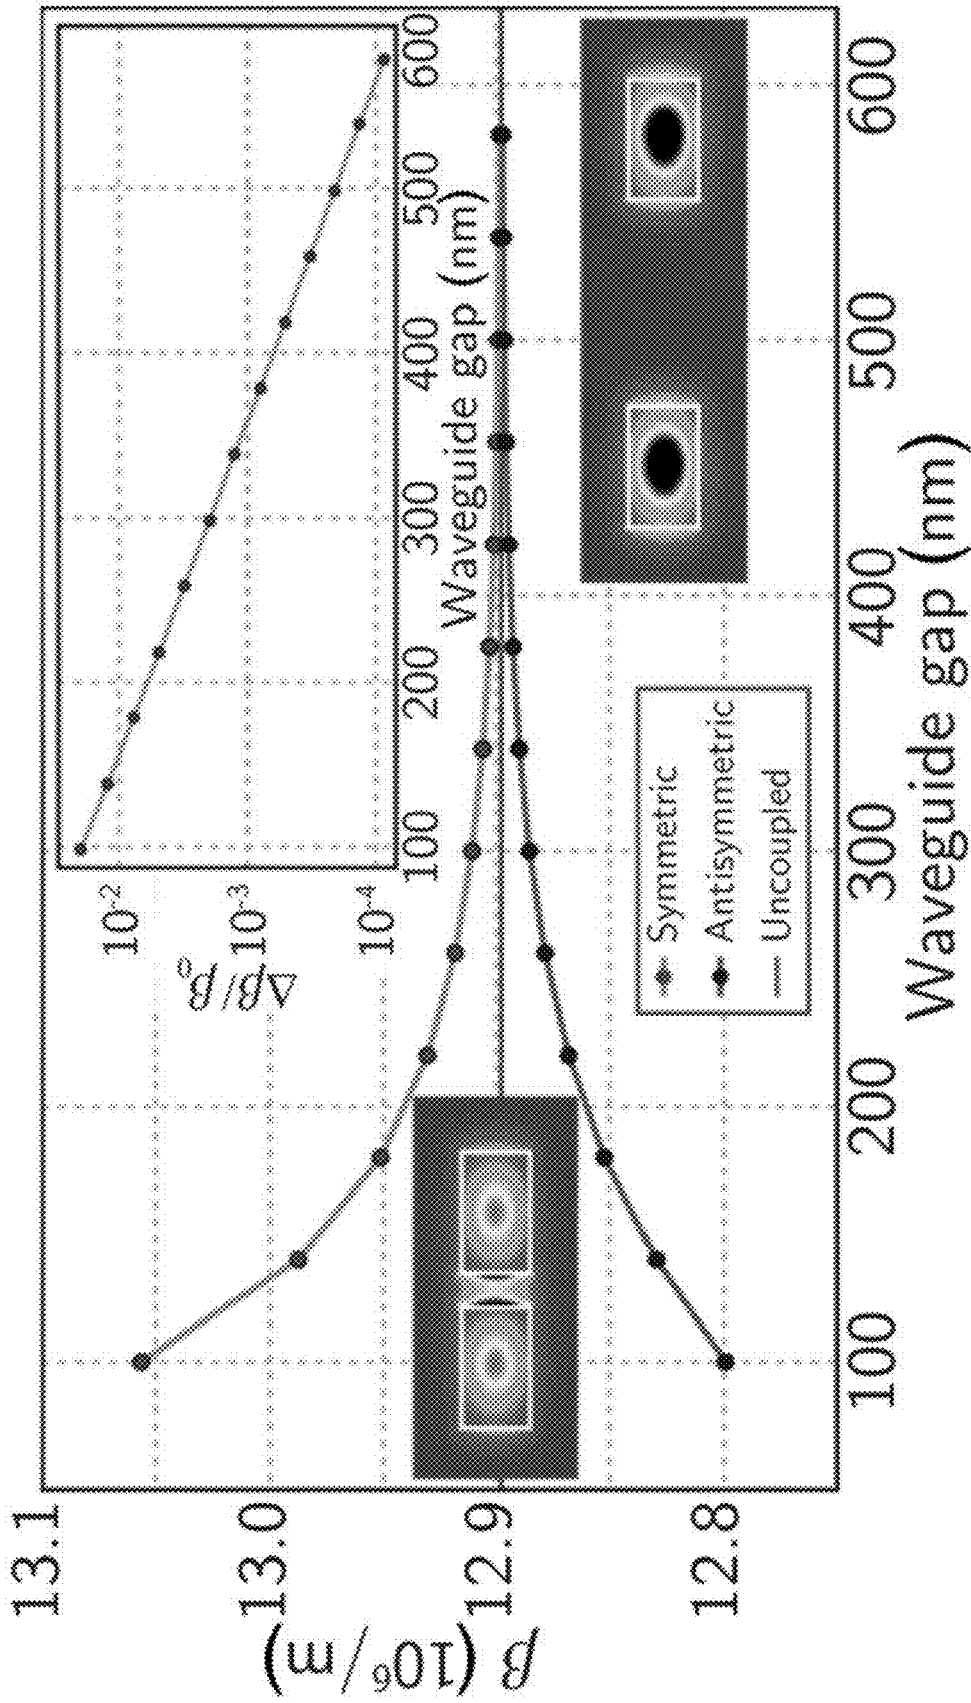 13.1
13.0
12.9
12.8
β (10⁶/m)
100
200
300
400
500
600
Waveguide gap (nm)
10⁻²
10⁻³
10⁻⁴
Δβ/β₀
100
200
300
400
500
600
Waveguide gap (nm)
Symmetric
Antisymmetric
Uncoupled